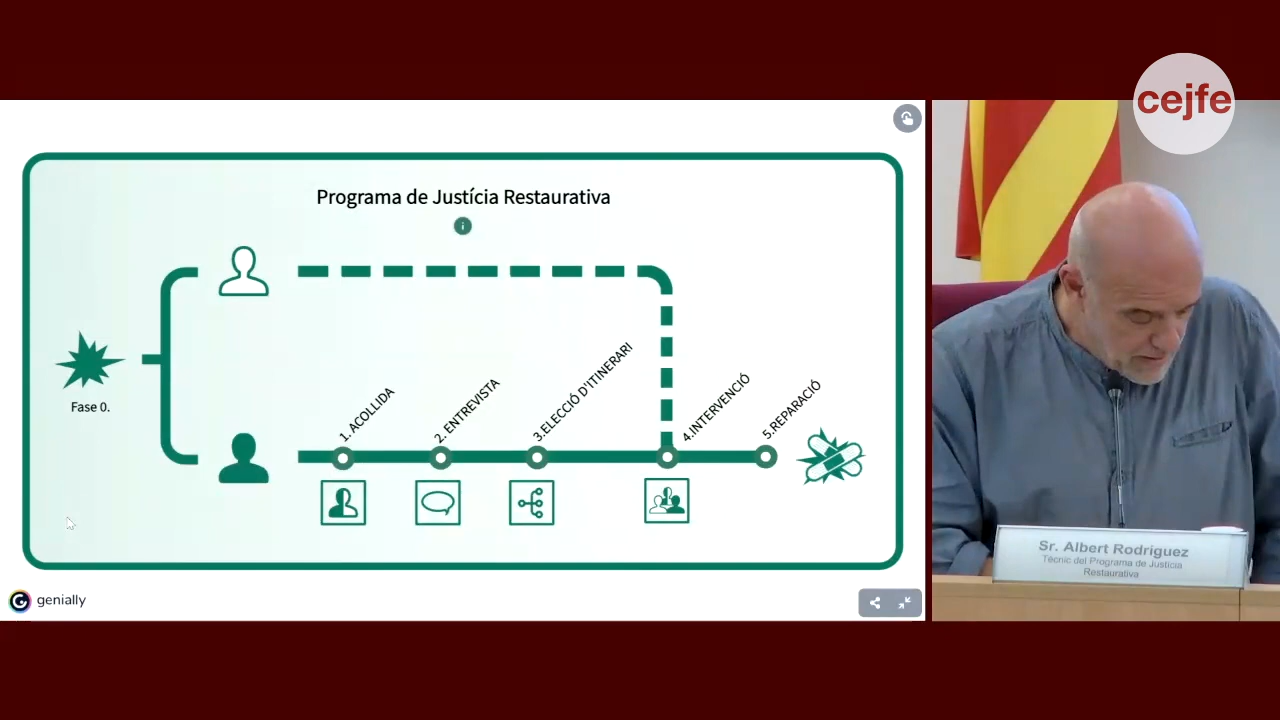 cejfe
Programa de Justícia Restaurativa
i
Fase 0.
1. ACOLLIDA
2. ENTREVISTA
3.ELECCIÓ D'ITINERARI
4.INTERVENCIÓ
5.REPARACIÓ
genially
Sr. Albert Rodríguez
Tècnic del Programa de Justícia
Restaurativa